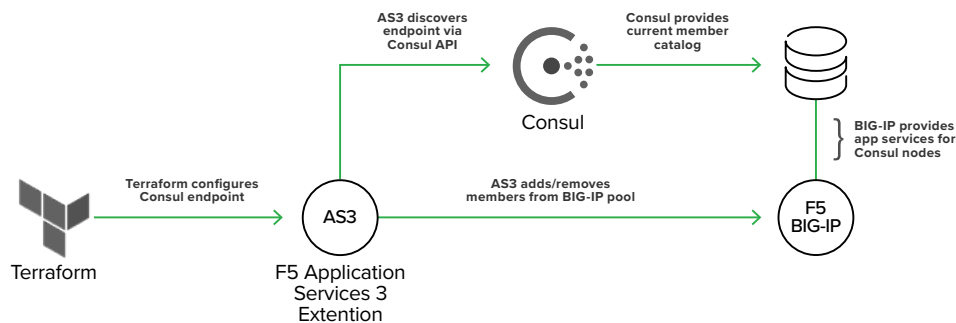 AS3 discovers
endpoint via
Consul API
Consul provides
current member
catalog
Consul
BIG-IP provides
app services for
Consul nodes
Terraform configures
Consul endpoint
AS3 adds/removes
members from BIG-IP pool
AS3
F5
BIG-IP
Terraform
F5 Application
Services 3
Extention